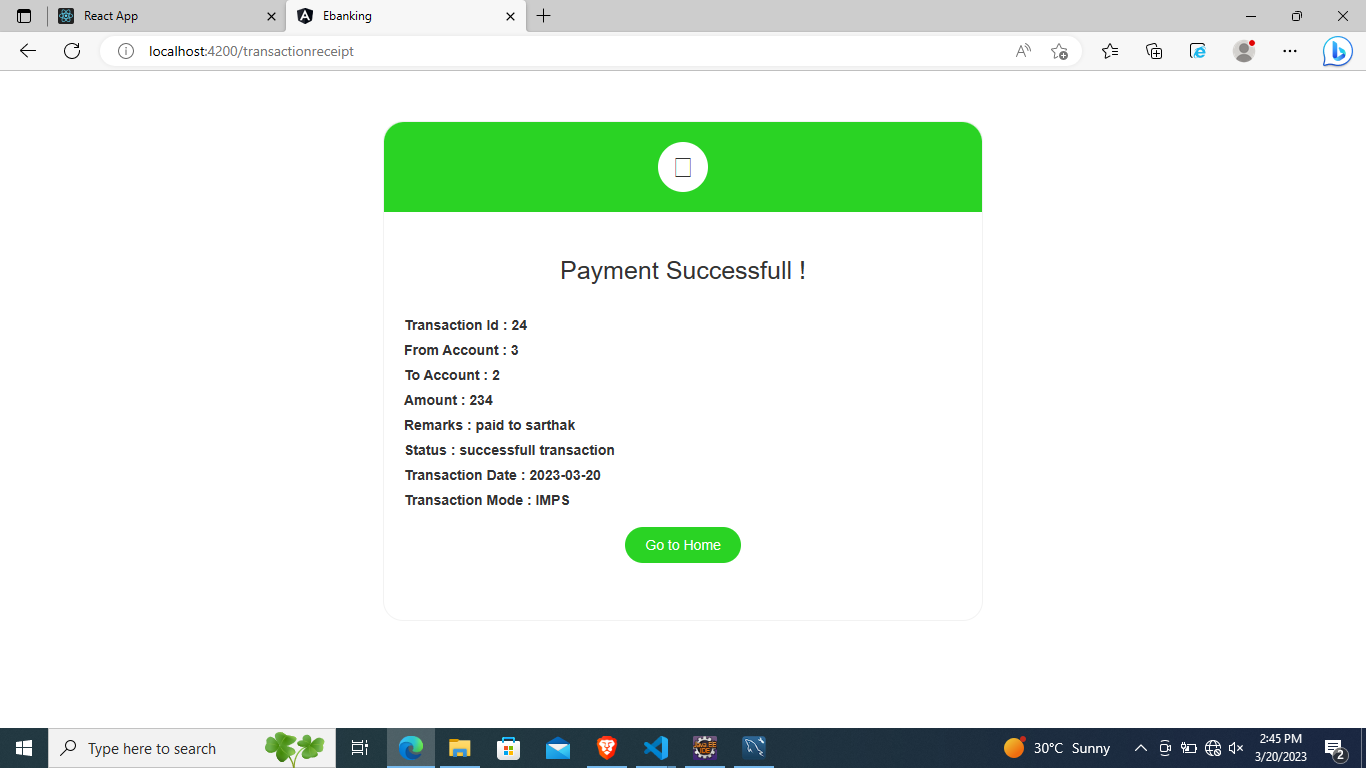 React App
Ebanking
localhost:4200/transactionreceipt
Payment Successfull !
Transaction Id : 24
From Account : 3
To Account : 2
Amount : 234
Remarks : paid to sarthak
Status : successfull transaction
Transaction Date : 2023-03-20
Transaction Mode : IMPS
Go to Home
Type here to search
30°C Sunny
2:45 PM
3/20/2023
2